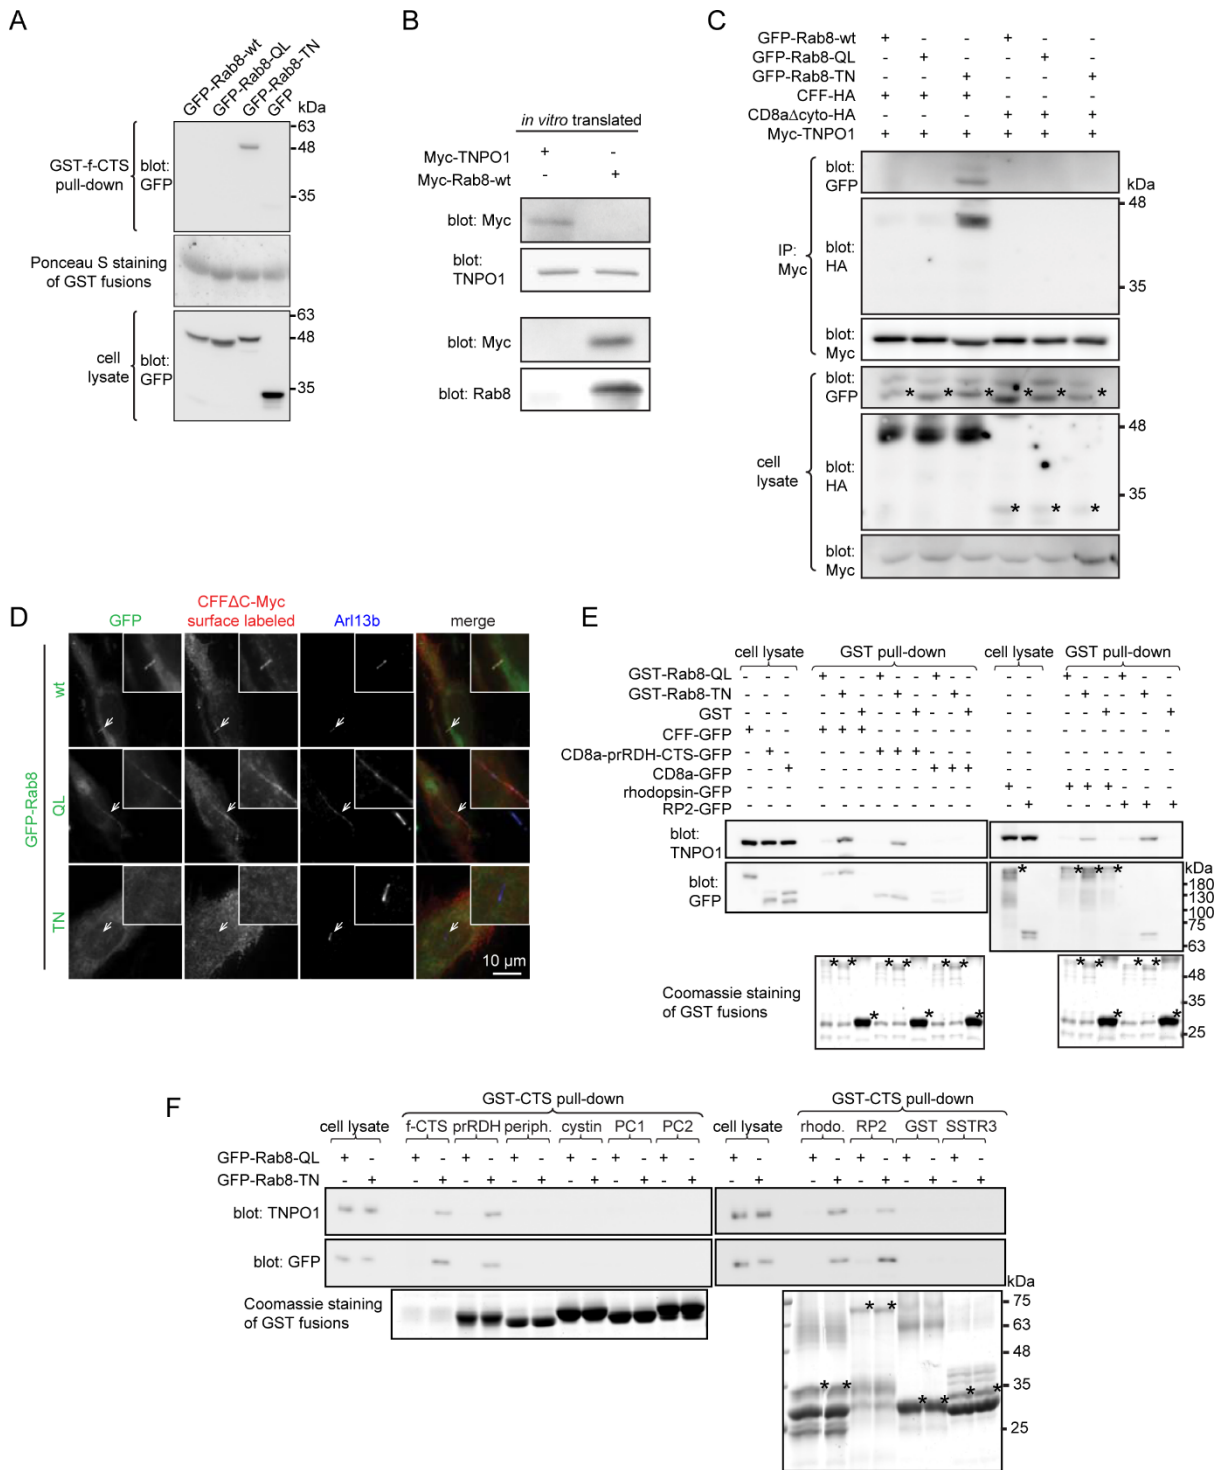 A
GFP-Rab8-wt
GFP-Rab8-QL
GFP-Rab8-TN
GFP
kDa
63
48
35
GST-f-CTS
pull-down
blot:
GFP
Ponceau S staining
of GST fusions
63
48
35
cell
lysate
blot:
GFP
B
in vitro translated
Myc-TNPO1 + -
Myc-Rab8-wt - +
blot: Myc
blot:
TNPO1
blot: Myc
blot: Rab8
C
GFP-Rab8-wt + - - + - -
GFP-Rab8-QL - + - - + -
GFP-Rab8-TN - - + - - +
CFF-HA + + + - - -
CD8aΔcyto-HA - - - + + +
Myc-TNPO1 + + + + + +
IP:
Myc
blot:
GFP
kDa
48
blot:
HA
35
blot:
Myc
cell
lysate
blot:
GFP
* * * * * *
48
blot:
HA
35
* * *
blot:
Myc
D
GFP
CFFΔC-Myc
surface labeled
Arl13b
merge
GFP-Rab8
wt
QL
TN
10 µm
E
cell lysate GST pull-down cell lysate GST pull-down
GST-Rab8-QL - - - + - - + - - + - - - - + - - + - -
GST-Rab8-TN - - - - + - - + - - + - - - - + - - + -
GST - - - - - + - - + - - + - - - - + - - +
CFF-GFP + - - + + + - - - - - -
CD8a-prRDH-CTS-GFP - + - - - - + + + - - -
CD8a-GFP - - + - - - - - - + + +
rhodopsin-GFP + - + + + - - -
RP2-GFP - + - - - + + +
blot:
TNPO1
blot:
GFP
kDa
180
130
100
75
63
* * * *
Coomassie staining
of GST fusions
* * * * * * * * *
* * * * * *
48
35
25
F
GST-CTS pull-down GST-CTS pull-down
cell lysate f-CTS prRDH periph. cystin PC1 PC2 cell lysate rhodo. RP2 GST SSTR3
GFP-Rab8-QL + - + - + - + - + - + - + - + - + - + - + - + -
GFP-Rab8-TN - + - + - + - + - + - + - + - + - + - + - + - +
blot: TNPO1
blot: GFP
Coomassie staining
of GST fusions
kDa
75
63
48
35
25
* * * * * * * *